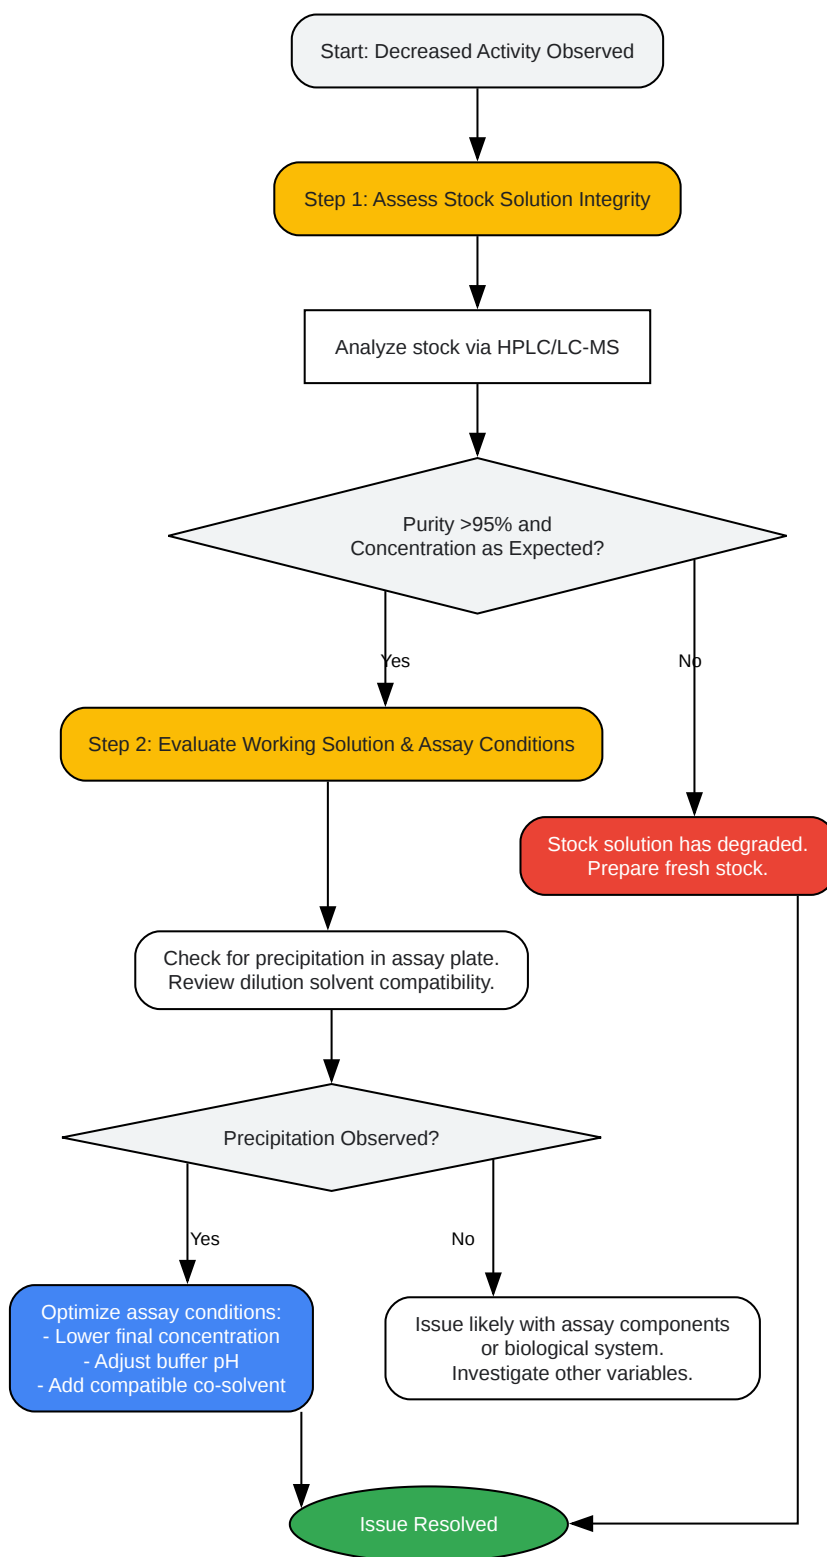 Start: Decreased Activity Observed
Step 1: Assess Stock Solution Integrity
Analyze stock via HPLC/LC-MS
Purity >95% and
Concentration as Expected?
Yes
No
Step 2: Evaluate Working Solution & Assay Conditions
Stock solution has degraded.
Prepare fresh stock.
Check for precipitation in assay plate.
Review dilution solvent compatibility.
Precipitation Observed?
Yes
No
Optimize assay conditions:
- Lower final concentration
- Adjust buffer pH
- Add compatible co-solvent
Issue likely with assay components
or biological system.
Investigate other variables.
Issue Resolved